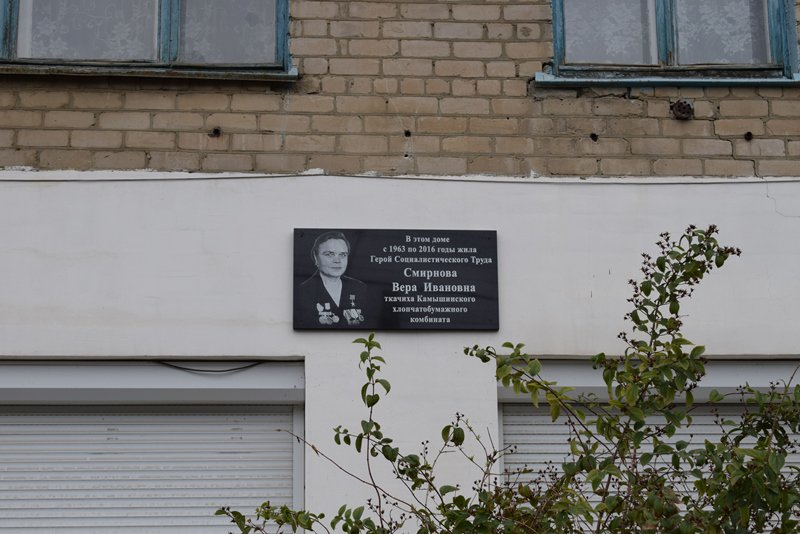 В этом доме
с 1963 по 2016 годы жила
Герой Социалистического Труда
Смирнова
Вера Ивановна
ткачиха Камышинского
хлопчатобумажного
комбината